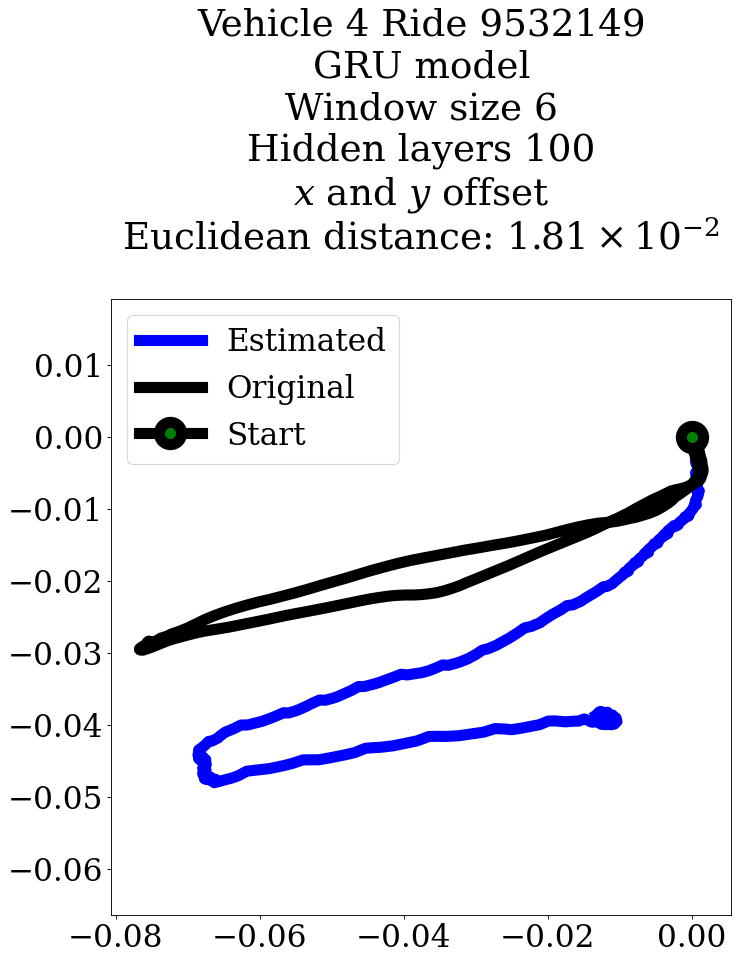 Vehicle 4 Ride 9532149
GRU model
Window size 6
Hidden layers 100
x and y offset
Euclidean distance: 1.81 × 10⁻²
Estimated
Original
Start
0.01
0.00
−0.01
−0.02
−0.03
−0.04
−0.05
−0.06
−0.08 −0.06 −0.04 −0.02 0.00